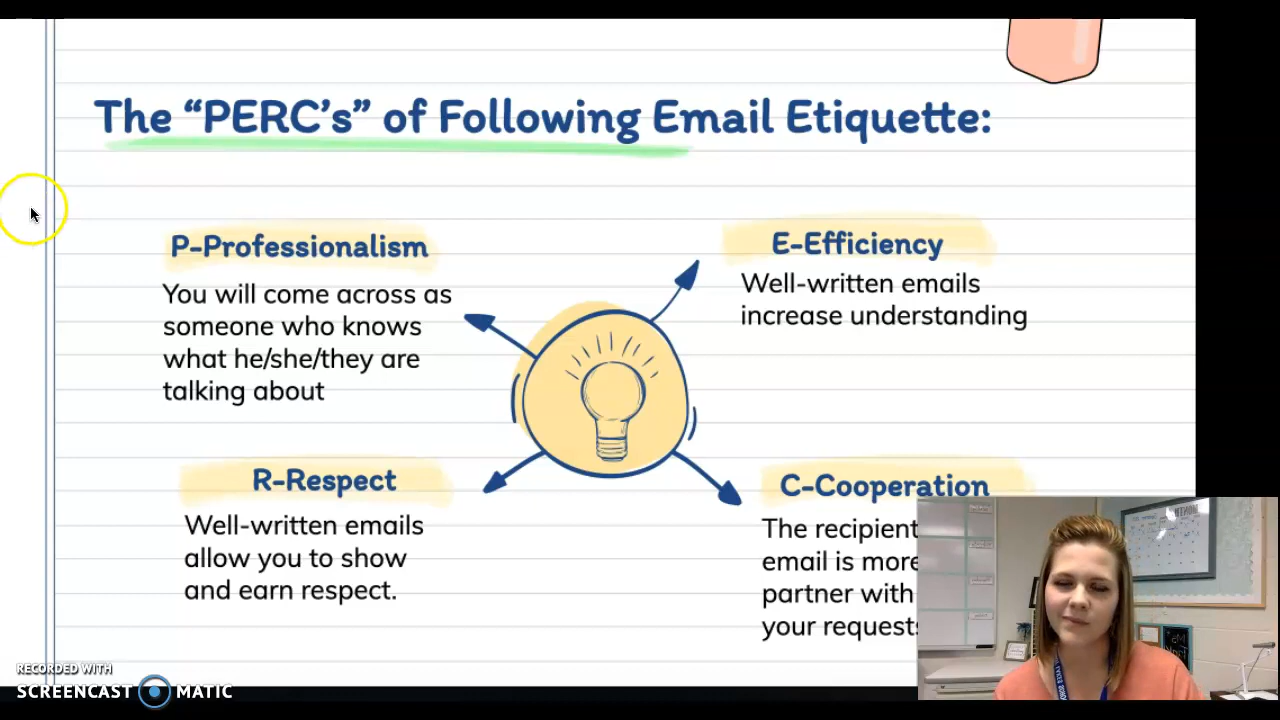 The “PERC’s” of Following Email Etiquette:
P-Professionalism
You will come across as
someone who knows
what he/she/they are
talking about
E-Efficiency
Well-written emails
increase understanding
R-Respect
Well-written emails
allow you to show
and earn respect.
C-Cooperation
The recipient
email is more
partner with
your requests
RECORDED WITH
SCREENCAST MATIC